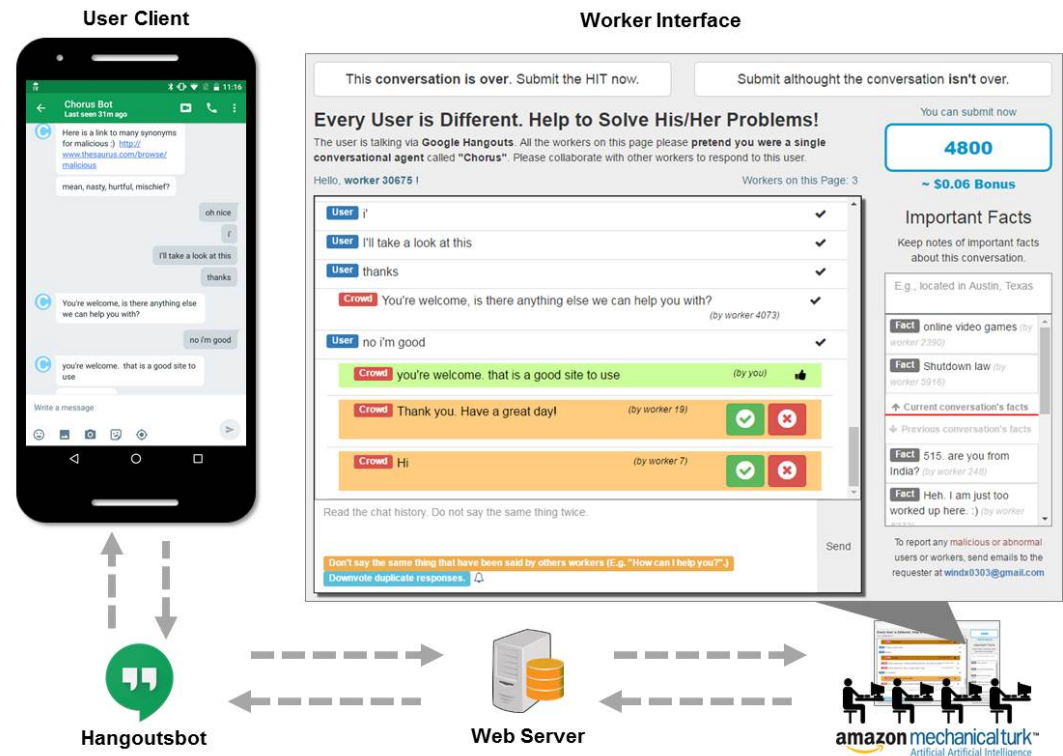 User Client
Worker Interface
11:16
Chorus Bot
Last seen 31m ago
Here is a link to many synonyms
for malicious :) http://
www.thesaurus.com/browse/
malicious
mean, nasty, hurtful, mischief?
oh nice
i'
I'll take a look at this
thanks
You're welcome, is there anything else
we can help you with?
no i'm good
you're welcome. that is a good site to
use
Write a message
This conversation is over. Submit the HIT now.
Submit althought the conversation isn't over.
Every User is Different. Help to Solve His/Her Problems!
The user is talking via Google Hangouts. All the workers on this page please pretend you were a single
conversational agent called "Chorus". Please collaborate with other workers to respond to this user.
Hello, worker 30675 !
Workers on this Page: 3
User i'
User I'll take a look at this
User thanks
Crowd You're welcome, is there anything else we can help you with?
(by worker 4073)
User no i'm good
Crowd you're welcome. that is a good site to use (by you)
Crowd Thank you. Have a great day! (by worker 19)
Crowd Hi (by worker 7)
Read the chat history. Do not say the same thing twice.
Send
Don't say the same thing that have been said by others workers (E.g. "How can I help you?".)
Downvote duplicate responses.
You can submit now
4800
~ $0.06 Bonus
Important Facts
Keep notes of important facts
about this conversation.
E.g., located in Austin, Texas
Fact online video games (by
worker 2390)
Fact Shutdown law (by
worker 5916)
Current conversation's facts
Previous conversation's facts
Fact 515. are you from
India? (by worker 248)
Fact Heh. I am just too
worked up here. :) (by worker
To report any malicious or abnormal
users or workers, send emails to the
requester at windx0303@gmail.com
Hangoutsbot
Web Server
amazon mechanical turk™
Artificial Artificial Intelligence